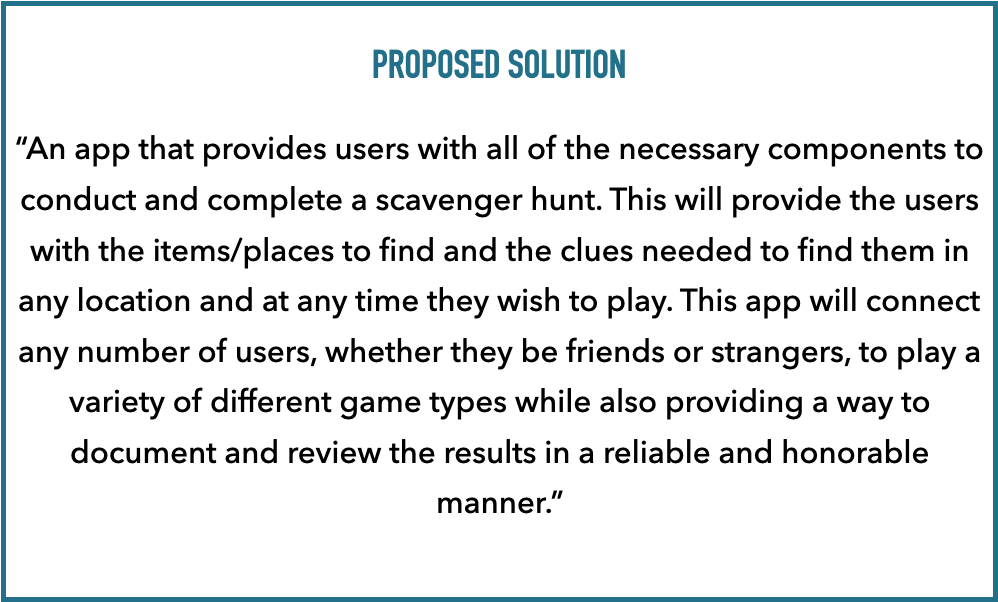 PROPOSED SOLUTION
“An app that provides users with all of the necessary components to
conduct and complete a scavenger hunt. This will provide the users
with the items/places to find and the clues needed to find them in
any location and at any time they wish to play. This app will connect
any number of users, whether they be friends or strangers, to play a
variety of different game types while also providing a way to
document and review the results in a reliable and honorable
manner.”